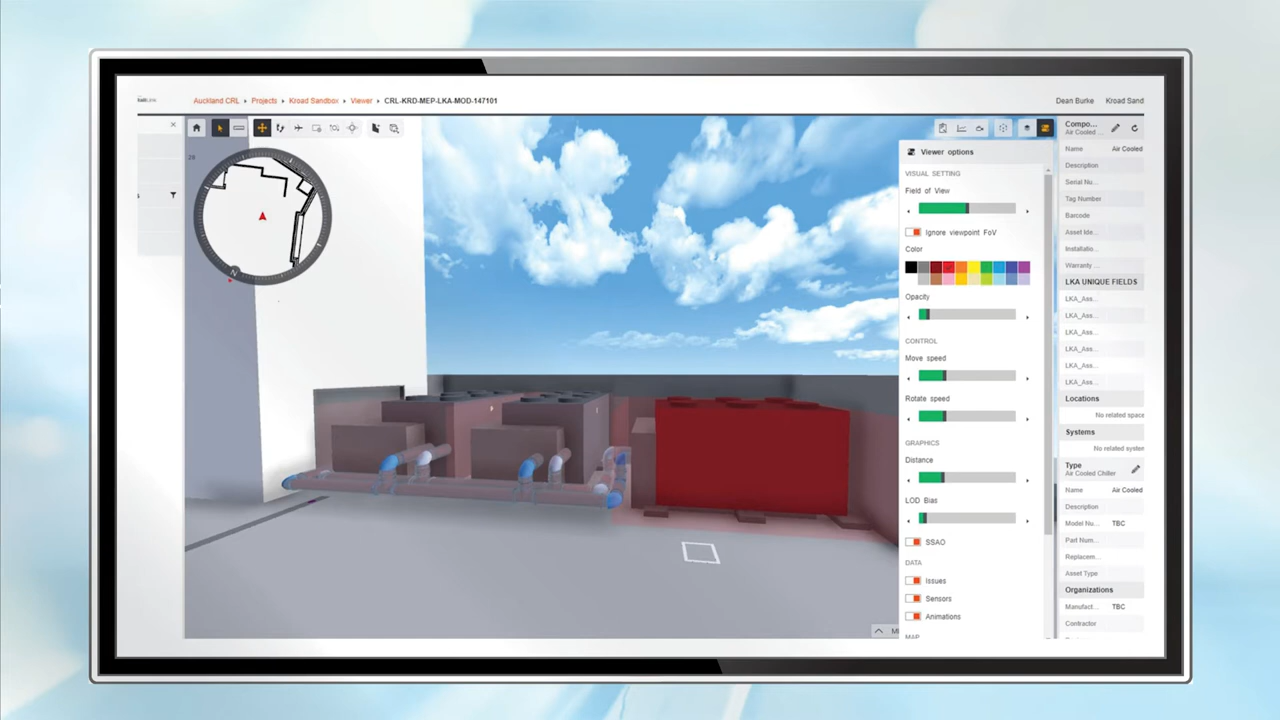 Auckland CRL › Projects › Kroad Sandbox › Viewer › CRL-KRD-MEP-LKA-MOD-147101
Dean Burke Kroad Sand
28
N
Viewer options
VISUAL SETTING
Field of View
Ignore viewpoint FoV
Color
Opacity
CONTROL
Move speed
Rotate speed
GRAPHICS
Distance
LOD Bias
SSAO
DATA
Issues
Sensors
Animations
MAP
Compo...
Air Cooled ...
Name Air Cooled
Description
Serial Nu...
Tag Number
Barcode
Asset Ide...
Installatio...
Warranty ...
LKA UNIQUE FIELDS
LKA_Ass...
LKA_Ass...
LKA_Ass...
LKA_Ass...
LKA_Ass...
LKA_Ass...
Locations
No related space
Systems
No related system
Type
Air Cooled Chiller
Name Air Cooled
Description
Model Nu... TBC
Part Num...
Replacem...
Asset Type
Organizations
Manufact... TBC
Contractor